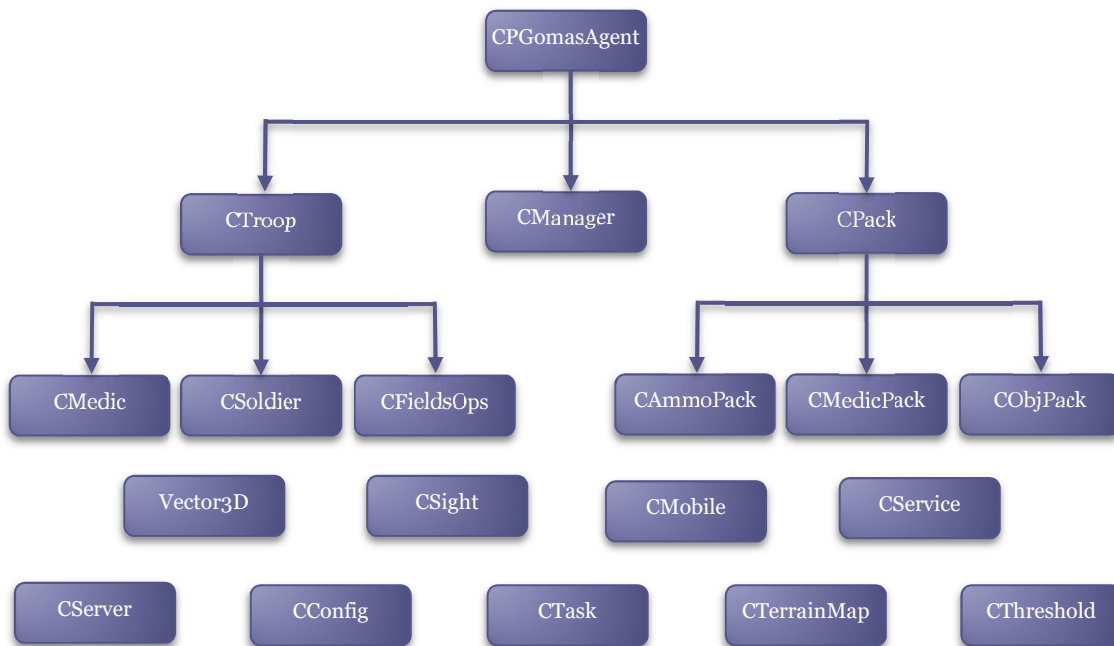 CPGomasAgent
CTroop
CManager
CPack
CMedic
CSoldier
CFieldsOps
CAmmoPack
CMedicPack
CObjPack
Vector3D
CSight
CMobile
CService
CServer
CConfig
CTask
CTerrainMap
CThreshold